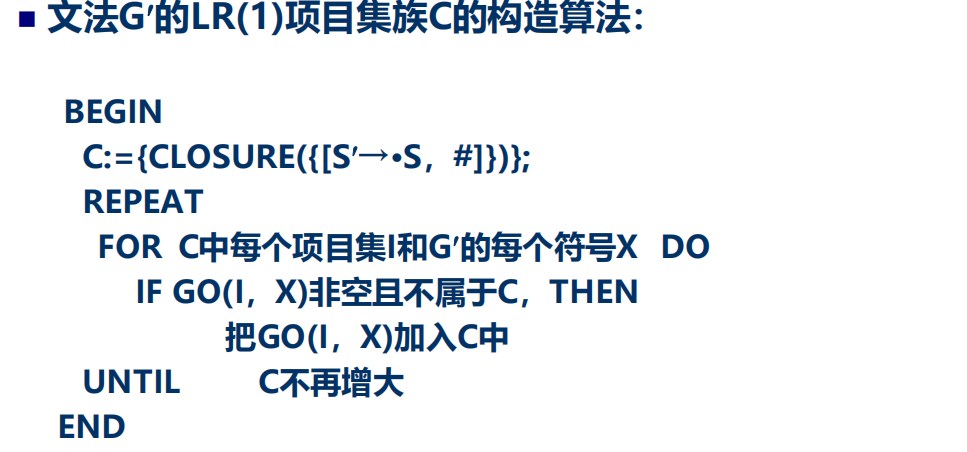 ■ 文法G′的LR(1)项目集族C的构造算法：
BEGIN
C:={CLOSURE({[S′→•S，#]})};
REPEAT
FOR C中每个项目集I和G′的每个符号X DO
IF GO(I，X)非空且不属于C，THEN
把GO(I，X)加入C中
UNTIL C不再增大
END